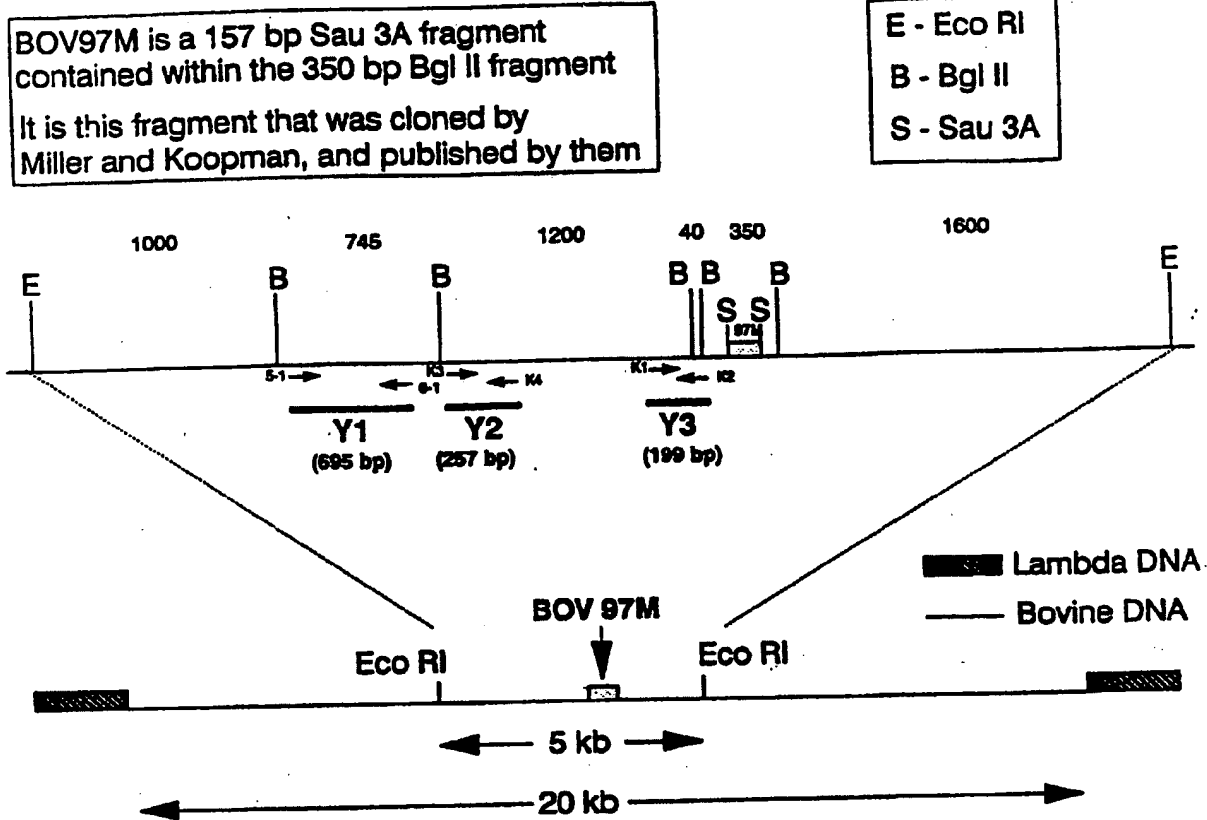 BOV97M is a 157 bp Sau 3A fragment
contained within the 350 bp Bgl II fragment
It is this fragment that was cloned by
Miller and Koopman, and published by them
E - Eco RI
B - Bgl II
S - Sau 3A
1000 745 1200 40 350 1600
E B B B B B E
S S
97M
5-1 6-1 K3 K4 K1 K2
Y1 Y2 Y3
(695 bp) (257 bp) (199 bp)
Lambda DNA
Bovine DNA
BOV 97M
Eco RI Eco RI
5 kb
20 kb